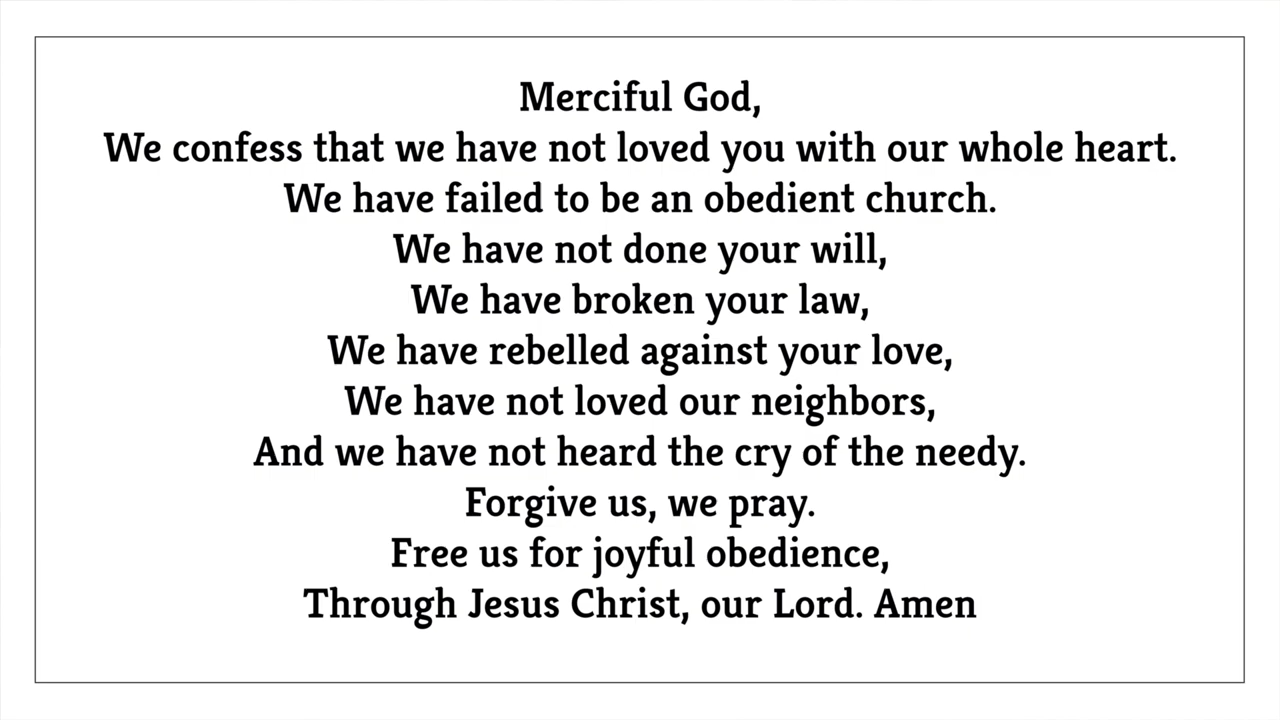 Merciful God,
We confess that we have not loved you with our whole heart.
We have failed to be an obedient church.
We have not done your will,
We have broken your law,
We have rebelled against your love,
We have not loved our neighbors,
And we have not heard the cry of the needy.
Forgive us, we pray.
Free us for joyful obedience,
Through Jesus Christ, our Lord. Amen